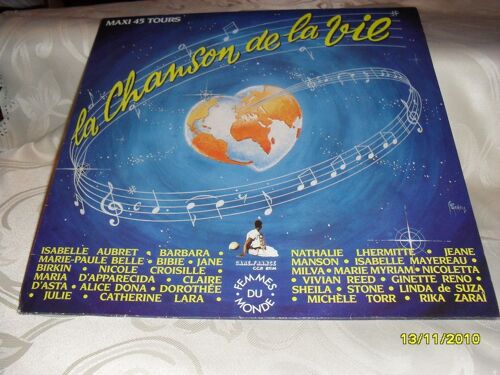 MAXI 45 TOURS
la Chanson de la vie
ISABELLE AUBRET • BARBARA •
MARIE-PAULE BELLE • BIBIE • JANE
BIRKIN • NICOLE CROISILLE •
MARIA D'APPARECIDA • CLAIRE
D'ASTA • ALICE DONA • DOROTHÉE
• JULIE • CATHERINE LARA •
FEMMES
DU
MONDE
NATHALIE LHERMITTE • JEANE
MANSON • ISABELLE MAYEREAU •
MILVA • MARIE MYRIAM • NICOLETTA
• VIVIAN REED • GINETTE RENO •
SHEILA • STONE • LINDA de SUZA
• MICHÈLE TORR • RIKA ZARAÏ
13/11/2010